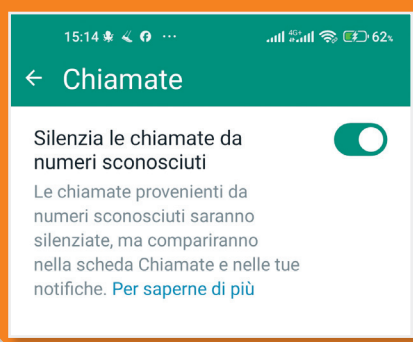 15:14 ... 4G+ 62%
← Chiamate
Silenzia le chiamate da
numeri sconosciuti
Le chiamate provenienti da
numeri sconosciuti saranno
silenziate, ma compariranno
nella scheda Chiamate e nelle tue
notifiche. Per saperne di più